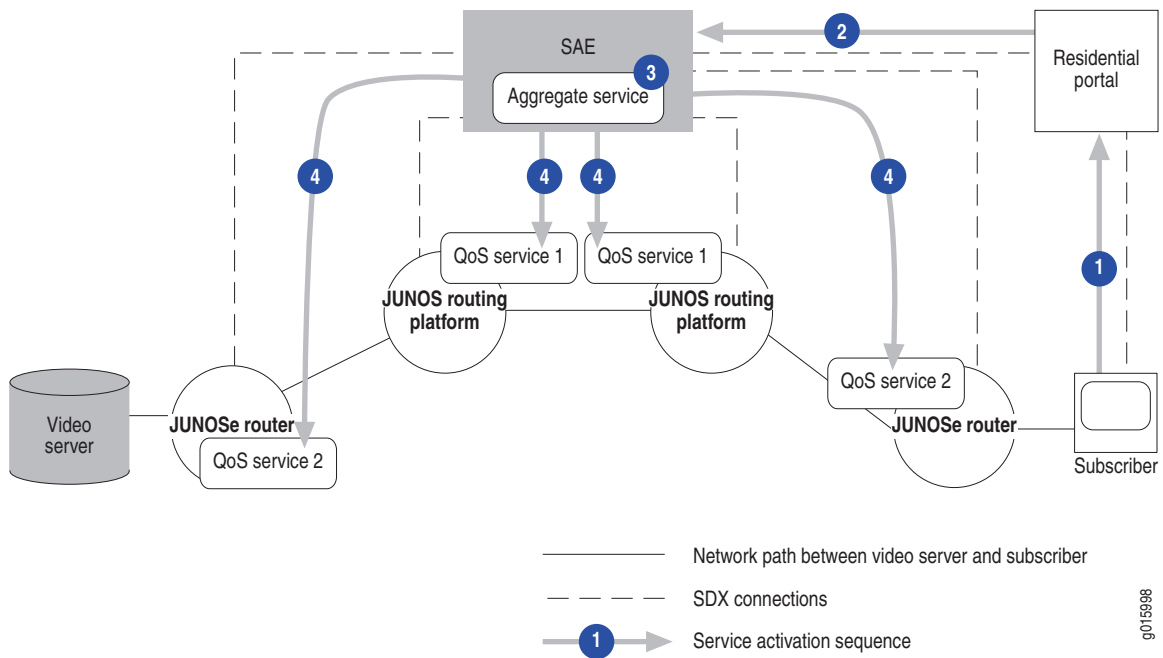 SAE
2
Residential
portal
3
Aggregate service
4
4
4
4
1
QoS service 1
QoS service 1
JUNOS routing
platform
JUNOS routing
platform
QoS service 2
Video
server
JUNOSe router
QoS service 2
JUNOSe router
Subscriber
Network path between video server and subscriber
SDX connections
1
Service activation sequence
g015998